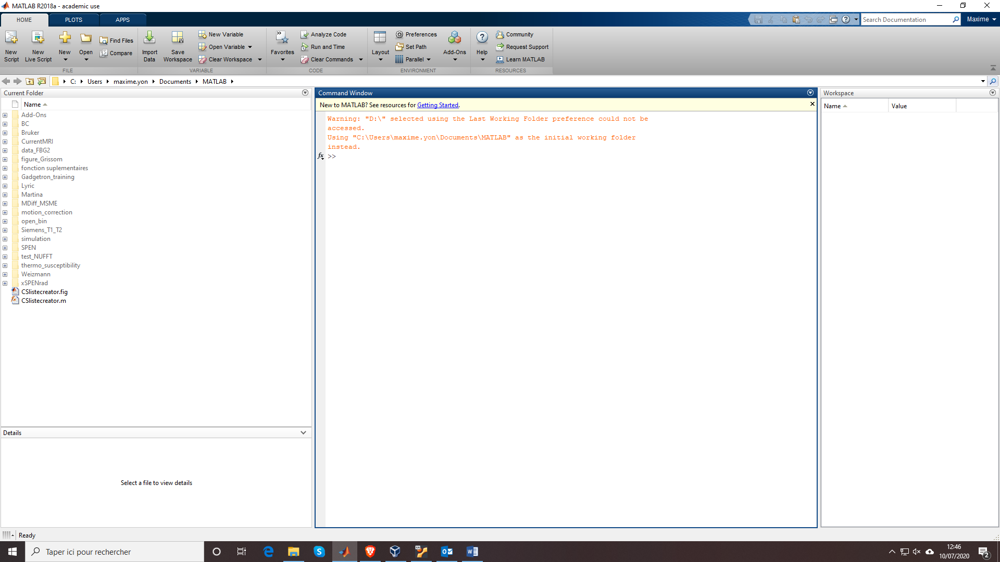 MATLAB R2018a - academic use
HOME PLOTS APPS
Search Documentation
Maxime
New Script
New Live Script
New
Open
Find Files
Compare
FILE
Import Data
Save Workspace
New Variable
Open Variable
Clear Workspace
VARIABLE
Favorites
Analyze Code
Run and Time
Clear Commands
CODE
Layout
Preferences
Set Path
Parallel
Add-Ons
ENVIRONMENT
Help
Community
Request Support
Learn MATLAB
RESOURCES
C: Users maxime.yon Documents MATLAB
Current Folder
Name
Add-Ons
BC
Bruker
CurrentMRI
data_FBG2
figure_Grissom
fonction suplementaires
Gadgetron_training
Lyric
Martina
MDiff_MSME
motion_correction
open_bin
Siemens_T1_T2
simulation
SPEN
test_NUFFT
thermo_susceptibility
Weizmann
xSPENrad
CSlistecreator.fig
CSlistecreator.m
Details
Select a file to view details
Command Window
New to MATLAB? See resources for Getting Started.
Warning: "D:\" selected using the Last Working Folder preference could not be
accessed.
Using "C:\Users\maxime.yon\Documents\MATLAB" as the initial working folder
instead.
fx >>
Workspace
Name Value
Ready
Taper ici pour rechercher
12:46
10/07/2020
2